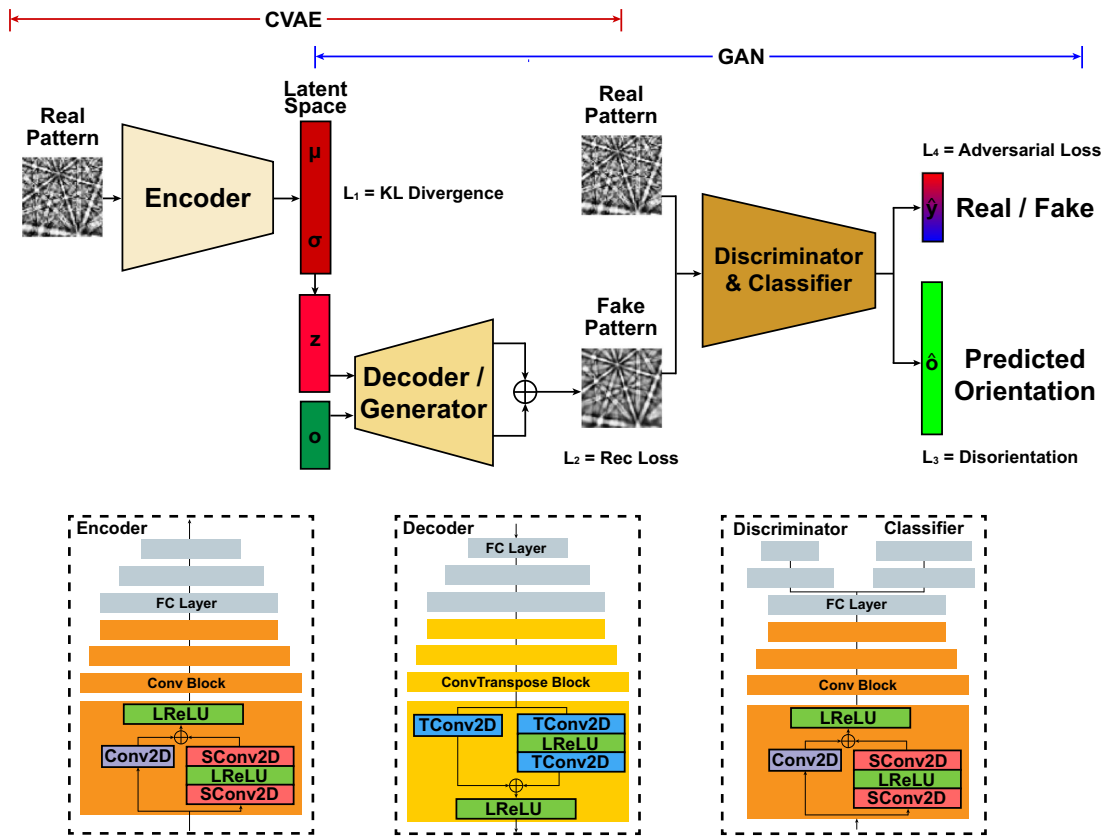 CVAE
GAN
Real
Pattern
Encoder
Latent
Space
μ
σ
L₁ = KL Divergence
z
o
Decoder /
Generator
Real
Pattern
Fake
Pattern
L₂ = Rec Loss
Discriminator
& Classifier
L₄ = Adversarial Loss
ŷ
Real / Fake
ô
Predicted
Orientation
L₃ = Disorientation
Encoder
FC Layer
Conv Block
LReLU
Conv2D
SConv2D
LReLU
SConv2D
Decoder
FC Layer
ConvTranspose Block
TConv2D
TConv2D
LReLU
TConv2D
LReLU
Discriminator
Classifier
FC Layer
Conv Block
LReLU
Conv2D
SConv2D
LReLU
SConv2D